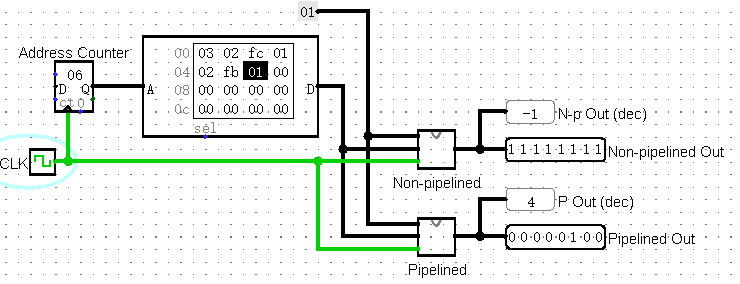 01
Address Counter
06
D Q
ct0
A
00 03 02 fc 01
04 02 fb 01 00
08 00 00 00 00
0c 00 00 00 00
D
sel
CLK
-1
N-p Out (dec)
1 1 1 1 1 1 1 1
Non-pipelined Out
Non-pipelined
4
P Out (dec)
0 0 0 0 0 1 0 0
Pipelined Out
Pipelined